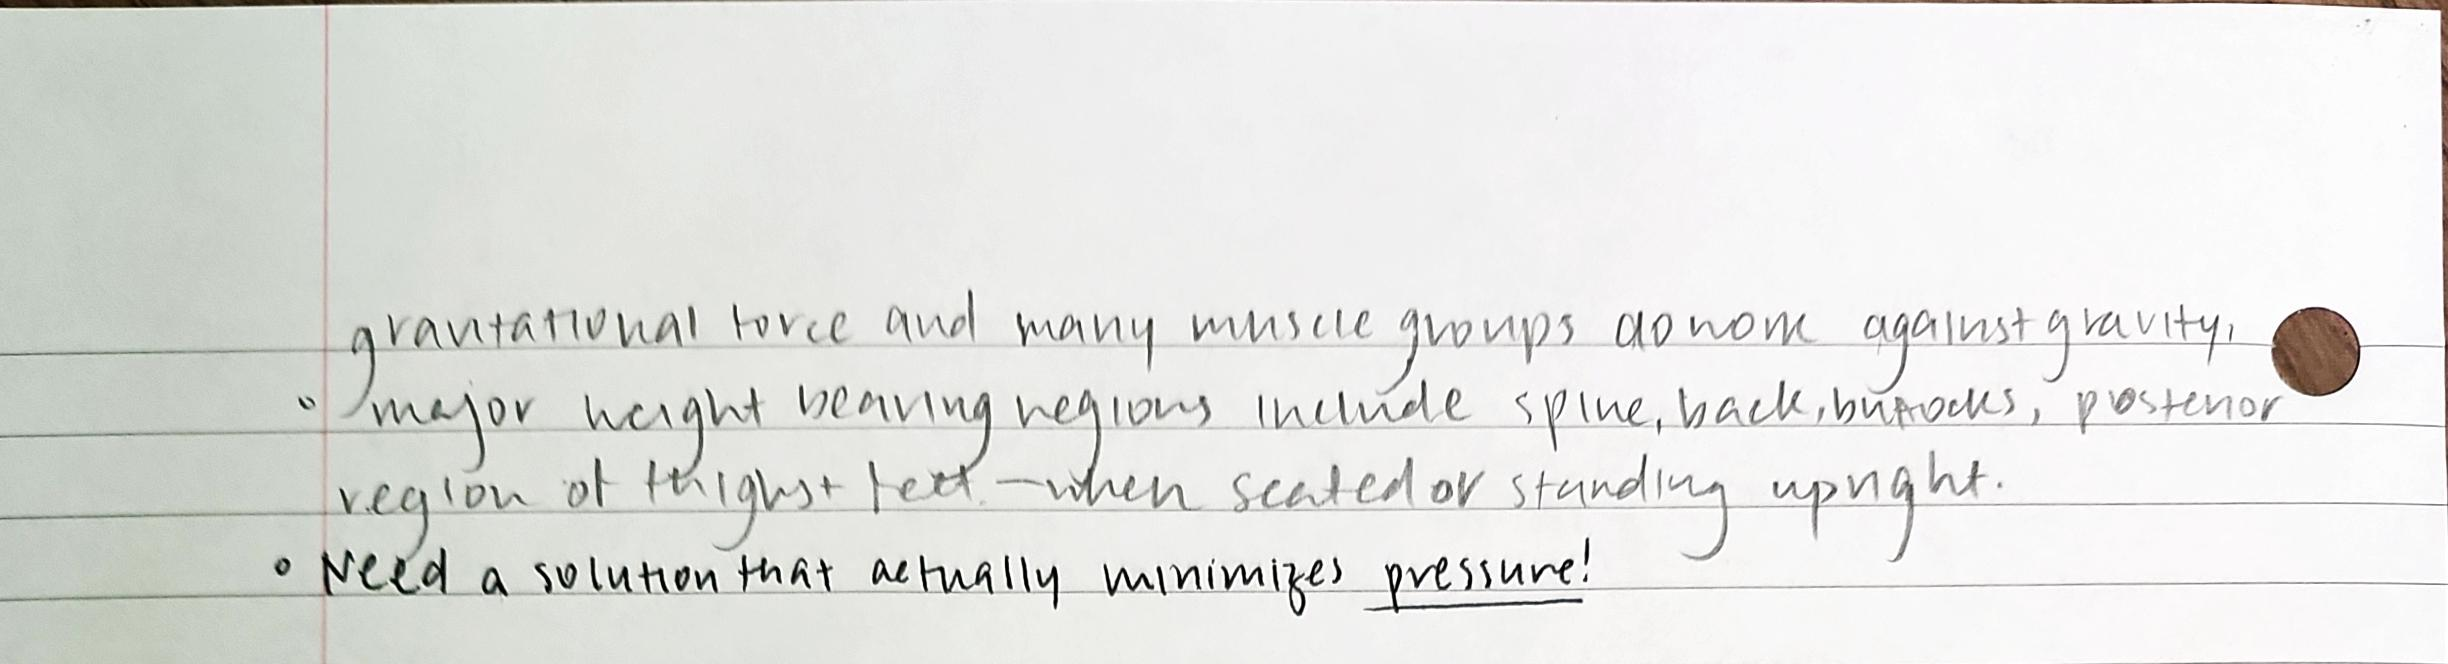 gravitational force and many muscle groups do work against gravity.
◦ major weight bearing regions include spine, back, buttocks, posterior
region of thighs + feet — when seated or standing upright.
◦ Need a solution that actually minimizes pressure!